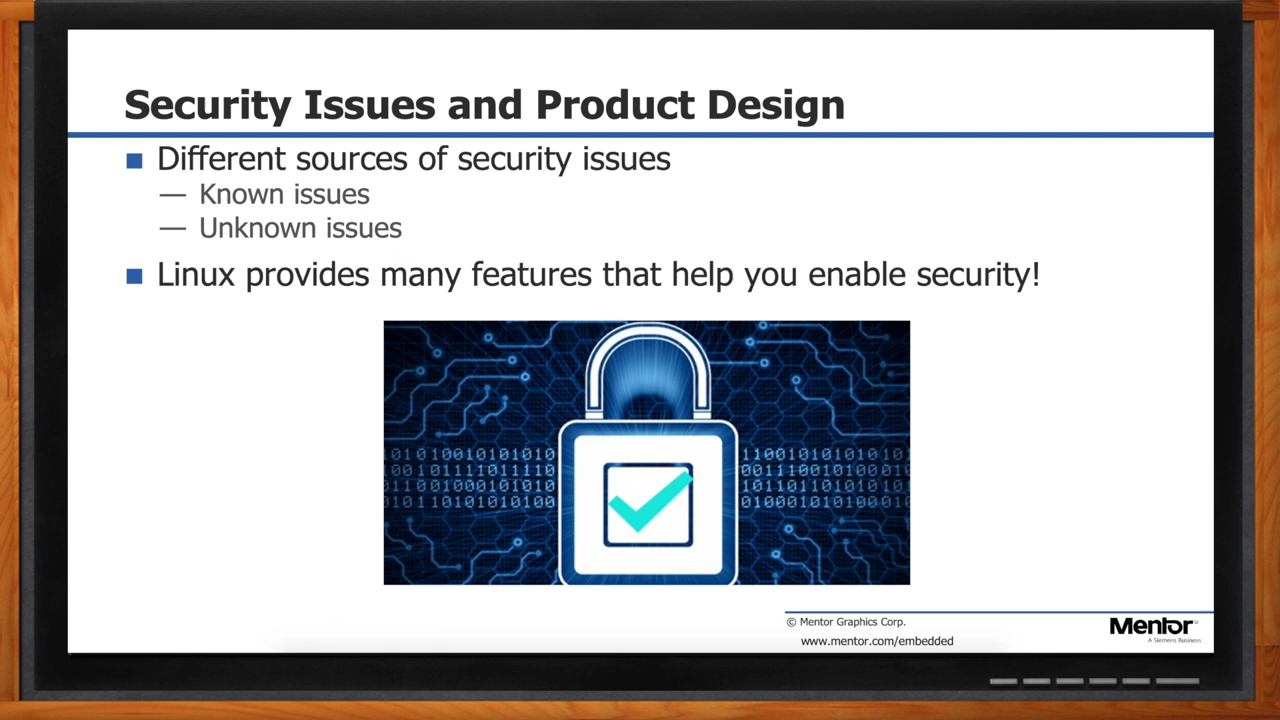 Security Issues and Product Design
Different sources of security issues
— Known issues
— Unknown issues
Linux provides many features that help you enable security!
© Mentor Graphics Corp.
www.mentor.com/embedded
Mentor®
A Siemens Business